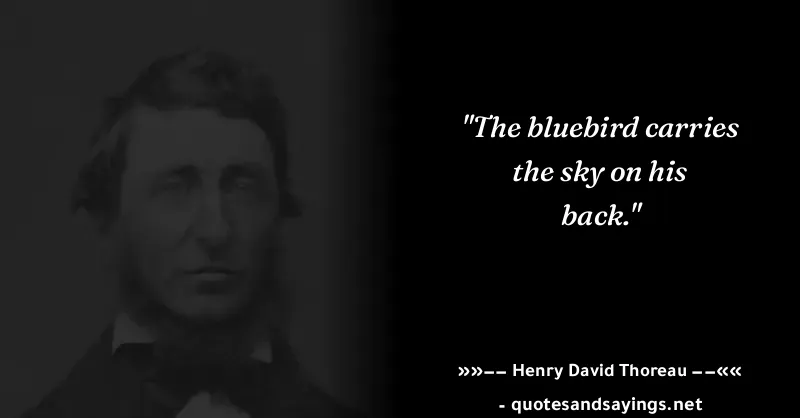 "The bluebird carries
the sky on his
back."
»»–– Henry David Thoreau ––««
- quotesandsayings.net